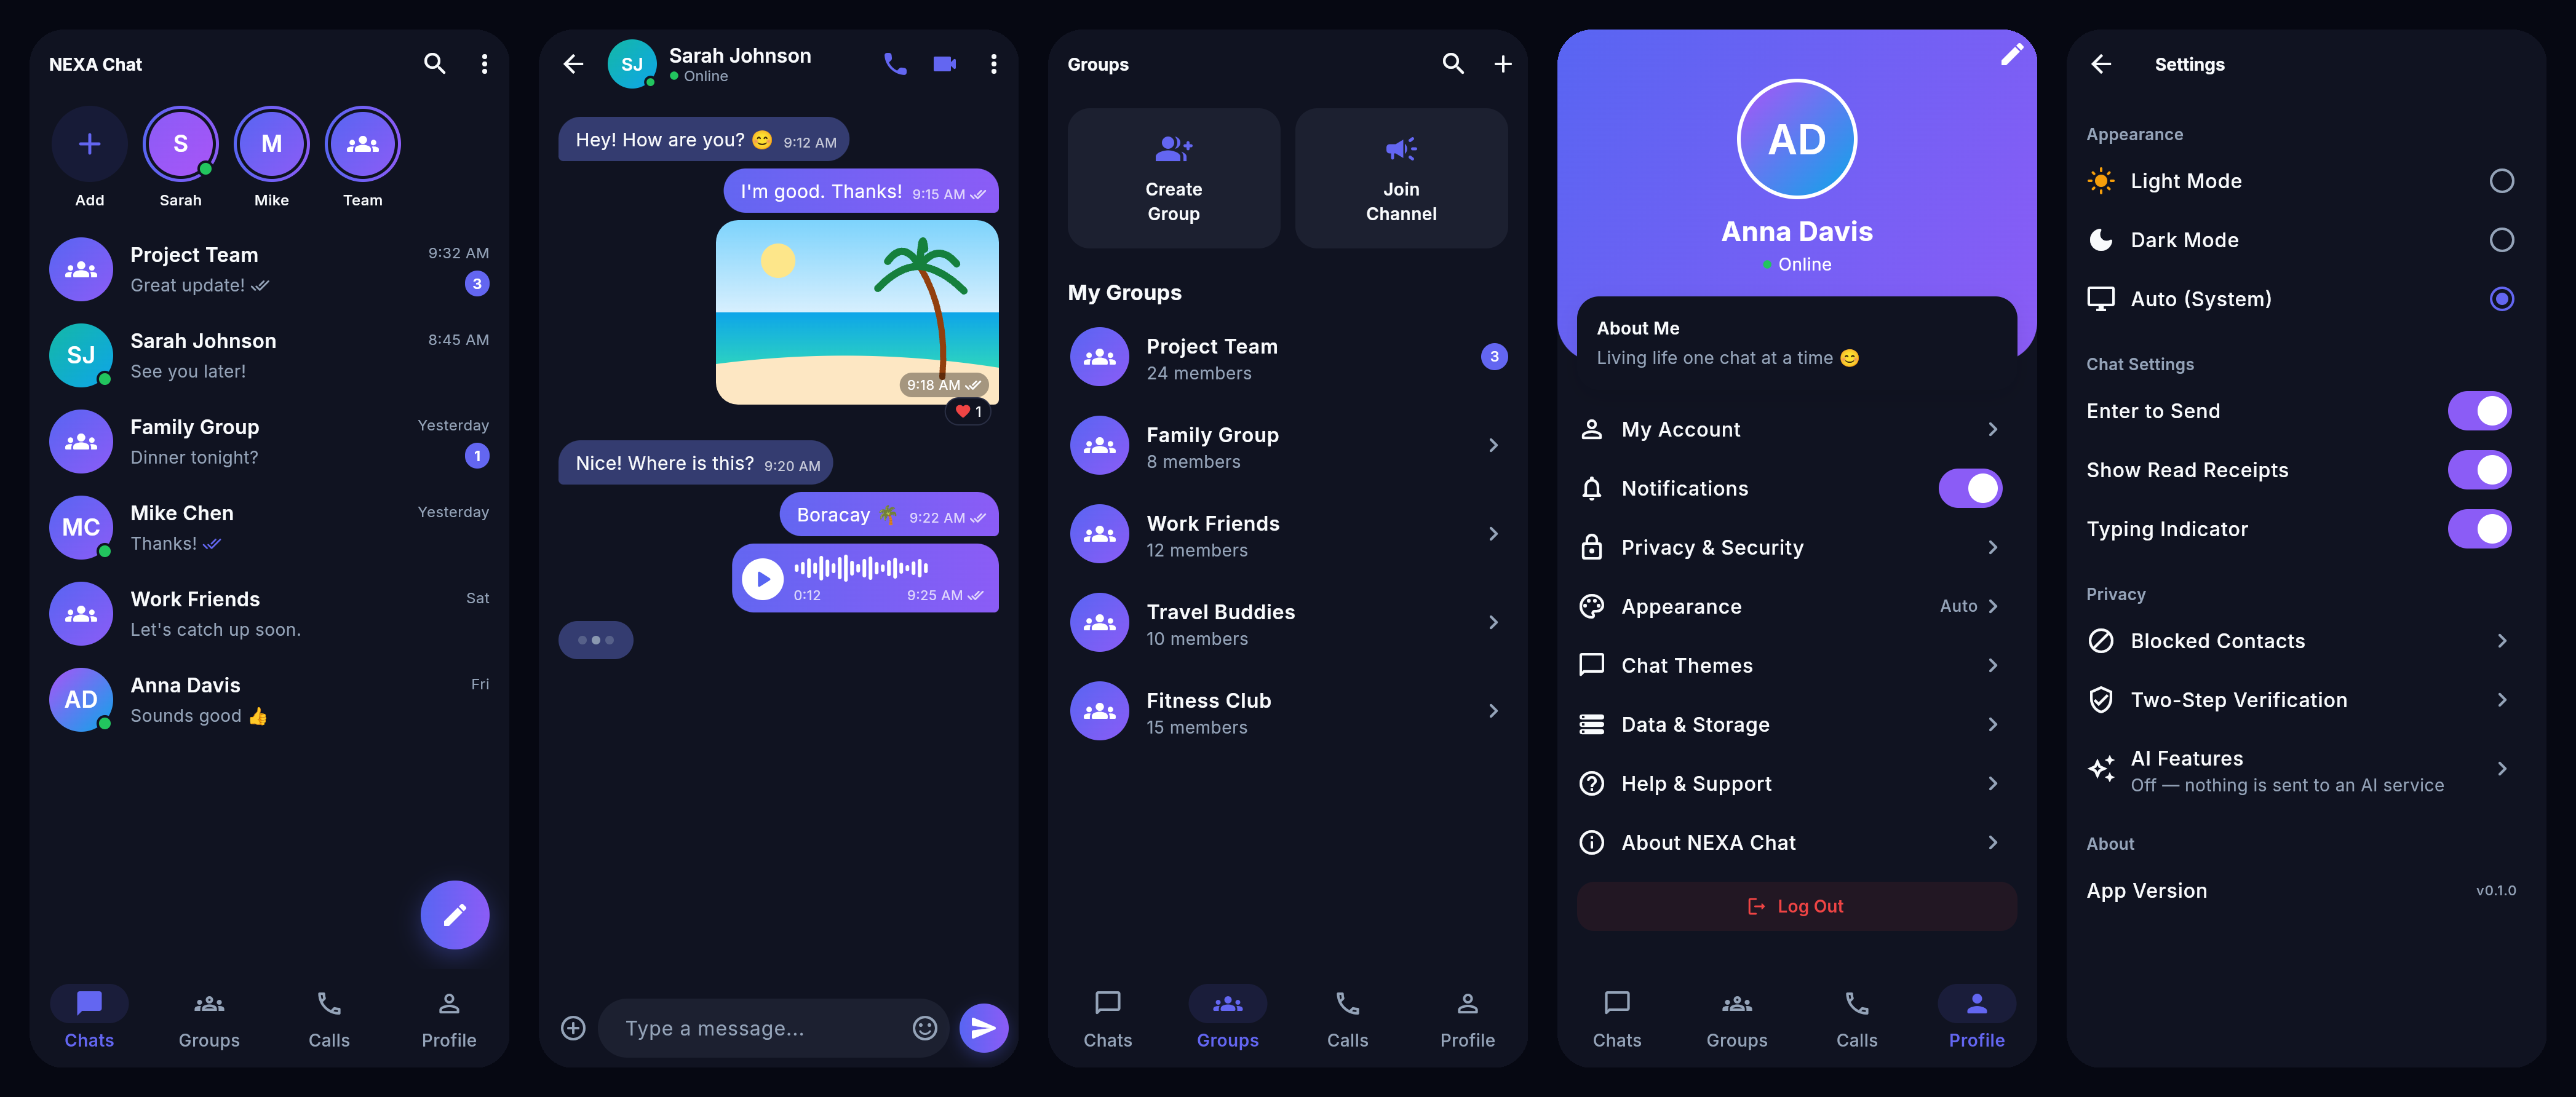 NEXA Chat
S
M
Add
Sarah
Mike
Team
Project Team
9:32 AM
Great update!
3
SJ
Sarah Johnson
8:45 AM
See you later!
Family Group
Yesterday
Dinner tonight?
1
MC
Mike Chen
Yesterday
Thanks!
Work Friends
Sat
Let's catch up soon.
AD
Anna Davis
Fri
Sounds good 👍
Chats
Groups
Calls
Profile
SJ
Sarah Johnson
Online
Hey! How are you? 😊 9:12 AM
I'm good. Thanks! 9:15 AM
9:18 AM
❤️ 1
Nice! Where is this? 9:20 AM
Boracay 🌴 9:22 AM
0:12
9:25 AM
Type a message...
Groups
Create
Group
Join
Channel
My Groups
Project Team
24 members
3
Family Group
8 members
Work Friends
12 members
Travel Buddies
10 members
Fitness Club
15 members
Chats
Groups
Calls
Profile
AD
Anna Davis
Online
About Me
Living life one chat at a time 😊
My Account
Notifications
Privacy & Security
Appearance
Auto
Chat Themes
Data & Storage
Help & Support
About NEXA Chat
Log Out
Chats
Groups
Calls
Profile
Settings
Appearance
Light Mode
Dark Mode
Auto (System)
Chat Settings
Enter to Send
Show Read Receipts
Typing Indicator
Privacy
Blocked Contacts
Two-Step Verification
AI Features
Off — nothing is sent to an AI service
About
App Version
v0.1.0